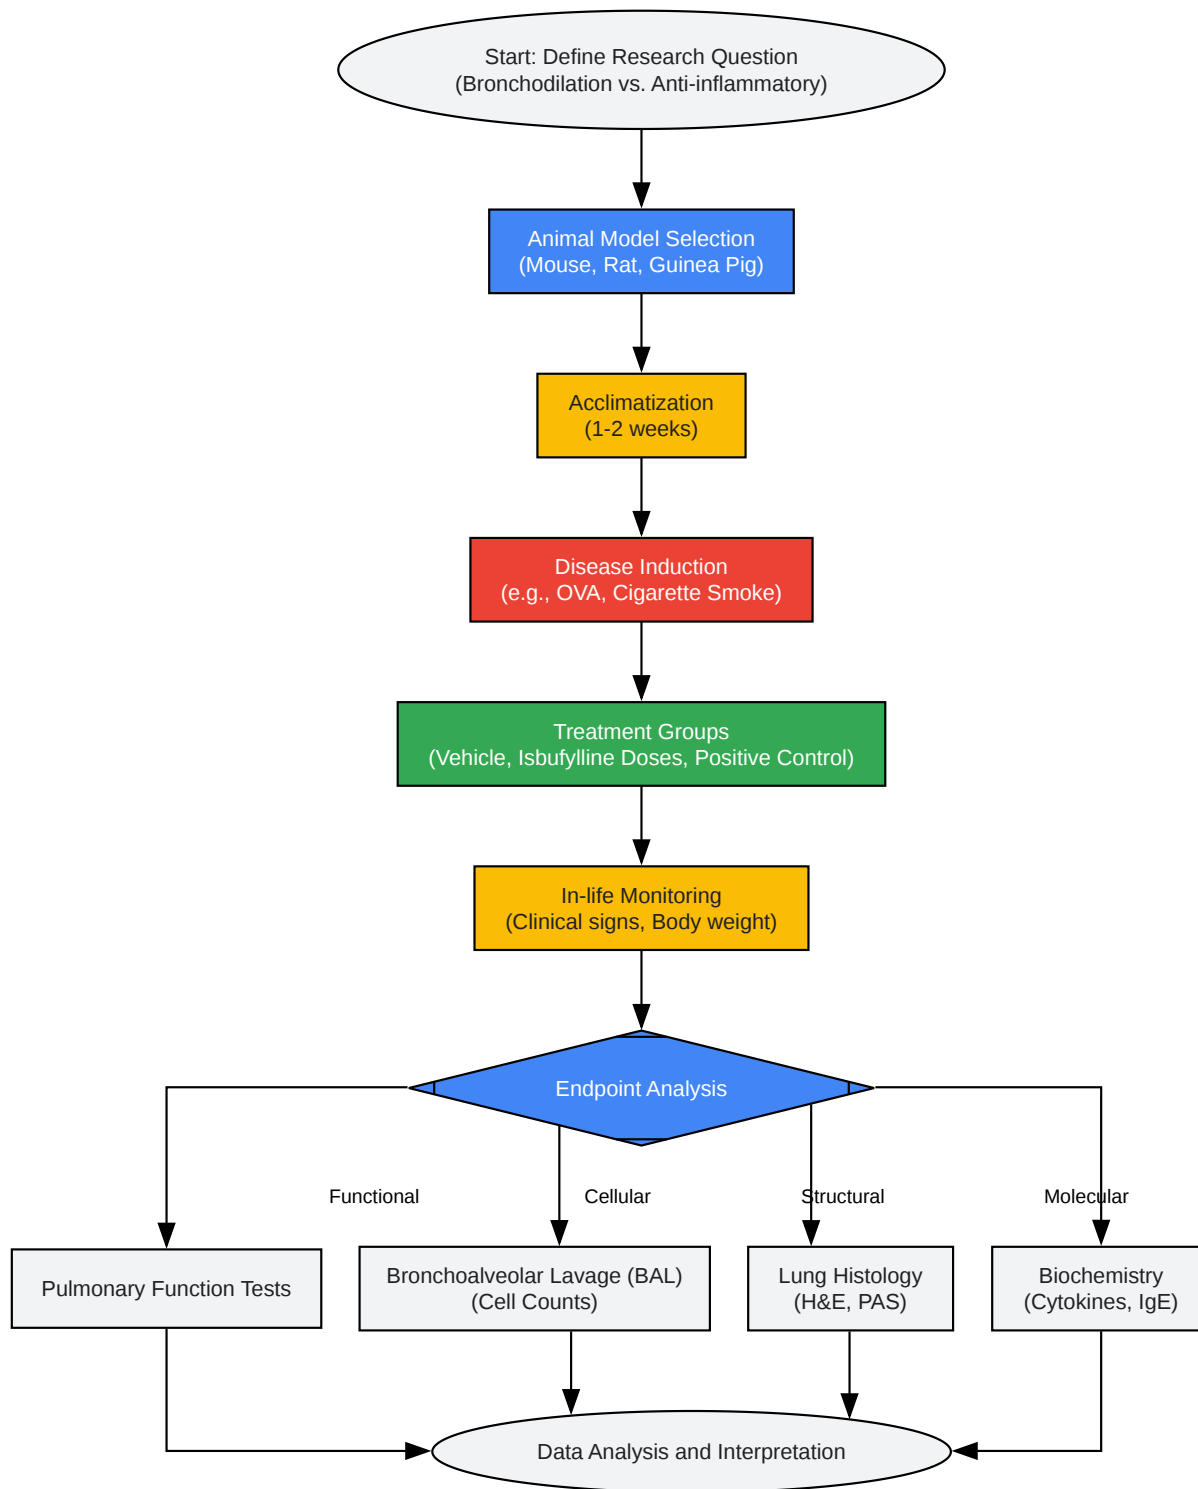 Start: Define Research Question
(Bronchodilation vs. Anti-inflammatory)
Animal Model Selection
(Mouse, Rat, Guinea Pig)
Acclimatization
(1-2 weeks)
Disease Induction
(e.g., OVA, Cigarette Smoke)
Treatment Groups
(Vehicle, Isbufylline Doses, Positive Control)
In-life Monitoring
(Clinical signs, Body weight)
Endpoint Analysis
Functional
Cellular
Structural
Molecular
Pulmonary Function Tests
Bronchoalveolar Lavage (BAL)
(Cell Counts)
Lung Histology
(H&E, PAS)
Biochemistry
(Cytokines, IgE)
Data Analysis and Interpretation